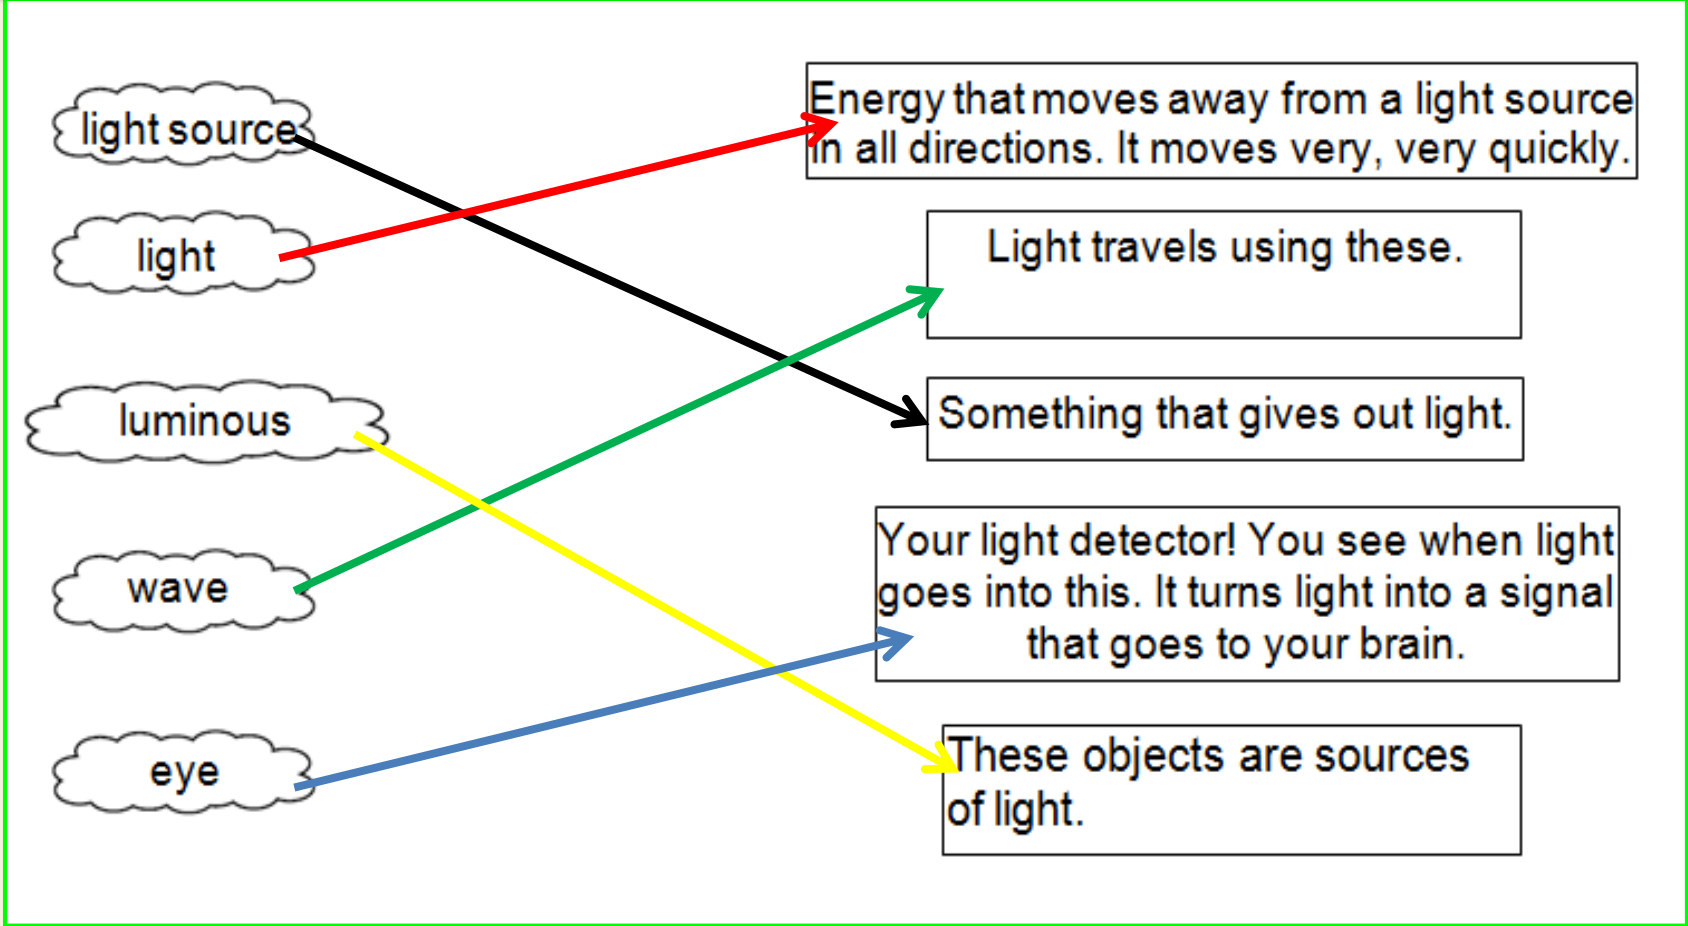 light source
light
luminous
wave
eye
Energy that moves away from a light source
in all directions. It moves very, very quickly.
Light travels using these.
Something that gives out light.
Your light detector! You see when light
goes into this. It turns light into a signal
that goes to your brain.
These objects are sources
of light.